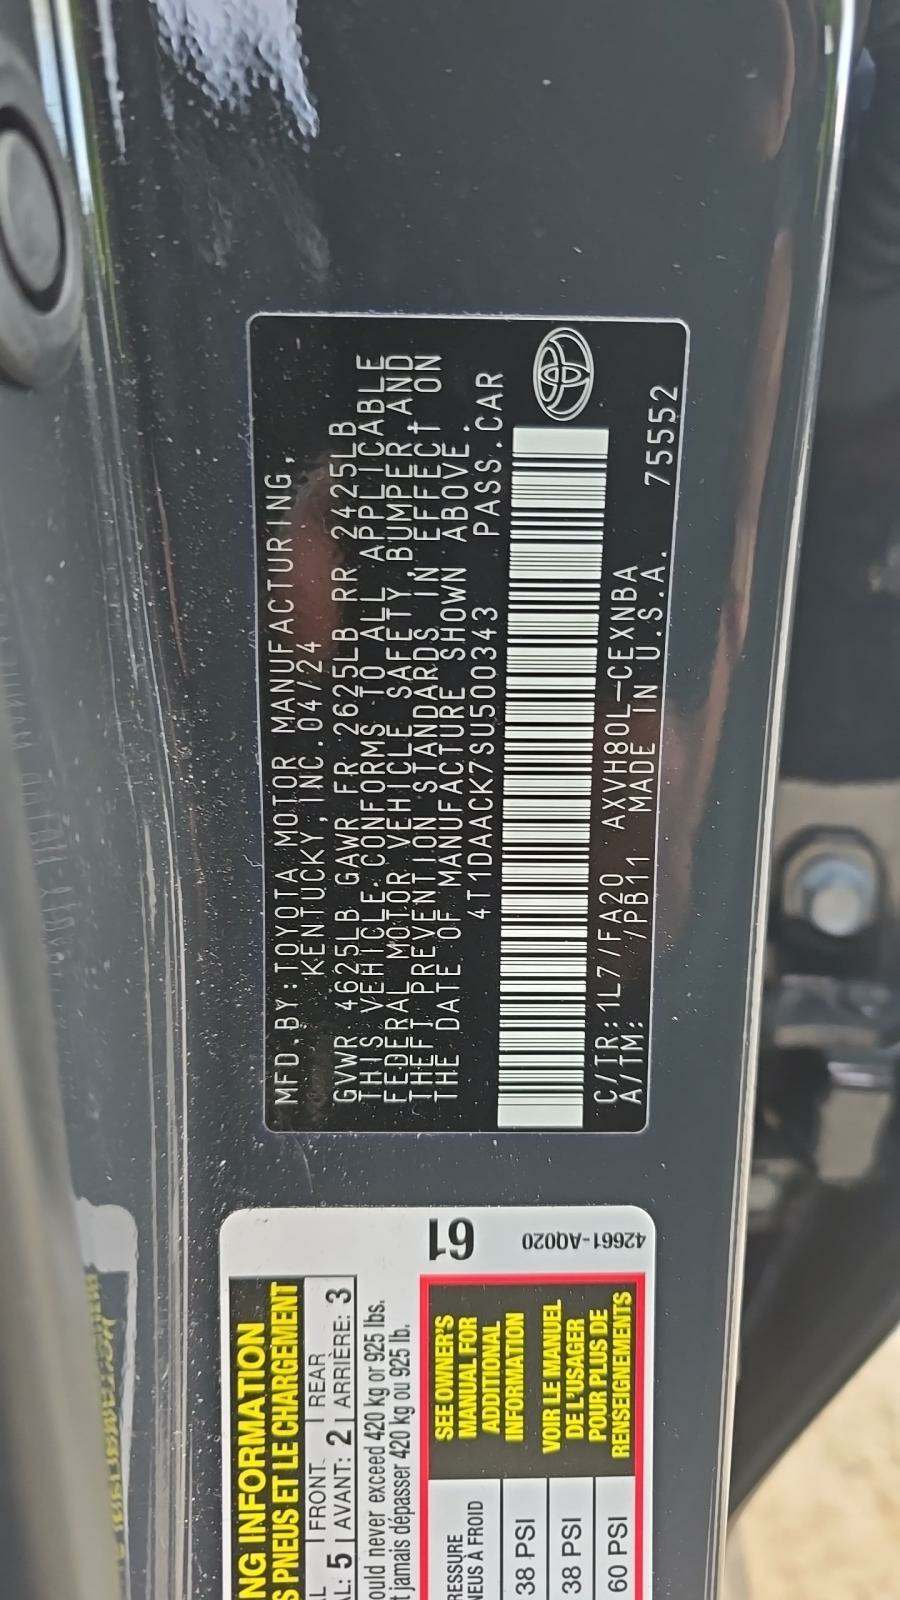 MFD.BY:TOYOTA MOTOR MANUFACTURING,
KENTUCKY,INC.04/24
GVWR 4625LB GAWR FR 2625LB RR 2425LB
THIS VEHICLE CONFORMS TO ALL APPLICABLE
FEDERAL MOTOR VEHICLE SAFETY, BUMPER, AND
THEFT PREVENTION STANDARDS IN EFFECT ON
THE DATE OF MANUFACTURE SHOWN ABOVE.
4T1DAACK7SU500343 PASS.CAR
C/TR:1L7/FA20 AXVH80L-CEXNBA 75552
A/TM: /PB11 MADE IN U.S.A.
NG INFORMATION
S PNEUS ET LE CHARGEMENT
FRONT REAR
AL: 5 AVANT: 2 ARRIÈRE: 3
ould never exceed 420 kg or 925 lbs.
t jamais dépasser 420 kg ou 925 lb.
RESSURE
NEUS À FROID
38 PSI
38 PSI
60 PSI
SEE OWNER'S
MANUAL FOR
ADDITIONAL
INFORMATION
VOIR LE MANUEL
DE L'USAGER
POUR PLUS DE
RENSEIGNEMENTS
61
42661-AQ020